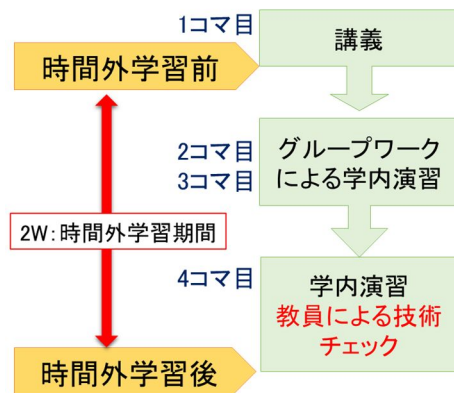 1コマ目
講義
時間外学習前
2コマ目
3コマ目
グループワーク
による学内演習
2W:時間外学習期間
4コマ目
学内演習
教員による技術
チェック
時間外学習後